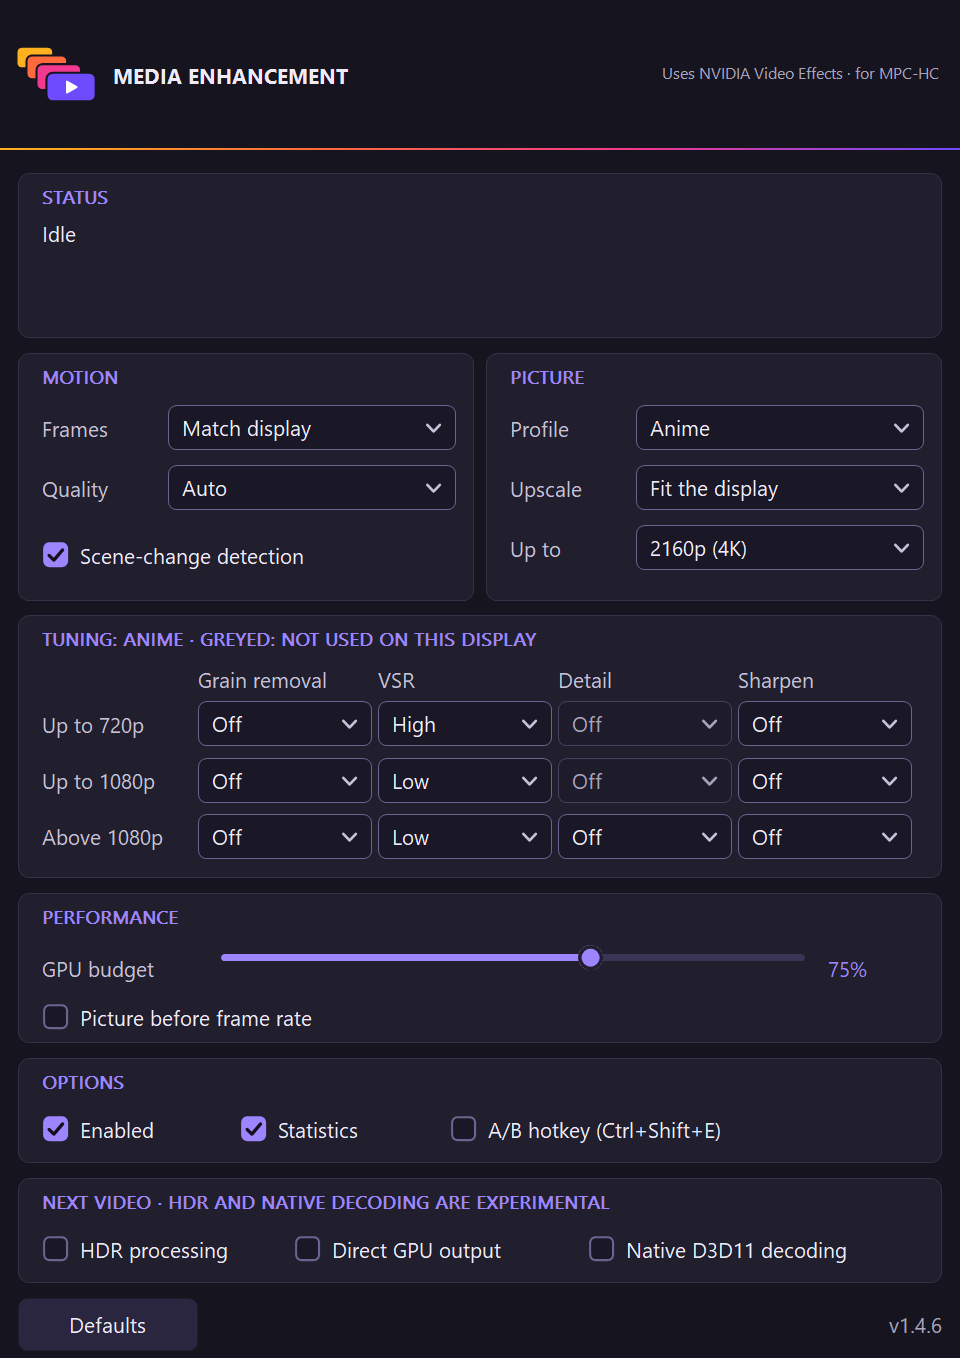 MEDIA ENHANCEMENT
Uses NVIDIA Video Effects · for MPC-HC
STATUS
Idle
MOTION
Frames
Match display
Quality
Auto
Scene-change detection
PICTURE
Profile
Anime
Upscale
Fit the display
Up to
2160p (4K)
TUNING: ANIME · GREYED: NOT USED ON THIS DISPLAY
Grain removal VSR Detail Sharpen
Up to 720p Off High Off Off
Up to 1080p Off Low Off Off
Above 1080p Off Low Off Off
PERFORMANCE
GPU budget 75%
Picture before frame rate
OPTIONS
Enabled Statistics A/B hotkey (Ctrl+Shift+E)
NEXT VIDEO · HDR AND NATIVE DECODING ARE EXPERIMENTAL
HDR processing Direct GPU output Native D3D11 decoding
Defaults v1.4.6